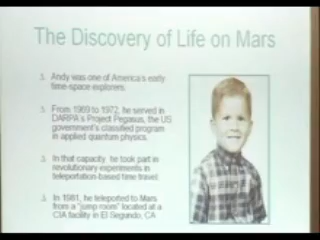 The Discovery of Life on Mars
Andy was one of America's early
time-space explorers.
From 1969 to 1972, he served in
DARPA's Project Pegasus, the US
government's classified program
in applied quantum physics.
In that capacity he took part in
revolutionary experiments in
teleportation-based time travel.
In 1981, he teleported to Mars
from a "jump room" located at a
CIA facility in El Segundo, CA